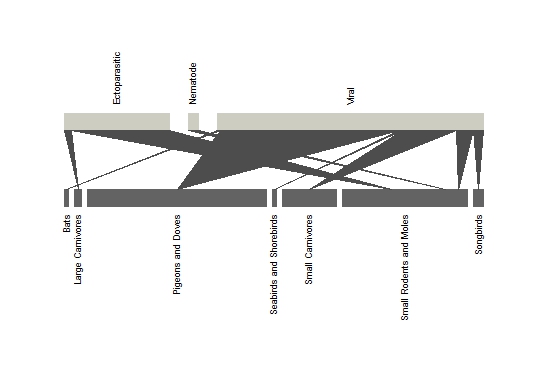 Bats
Large Carnivores
Ectoparasitic
Pigeons and Doves
Nematode
Seabirds and Shorebirds
Small Carnivores
Viral
Small Rodents and Moles
Songbirds